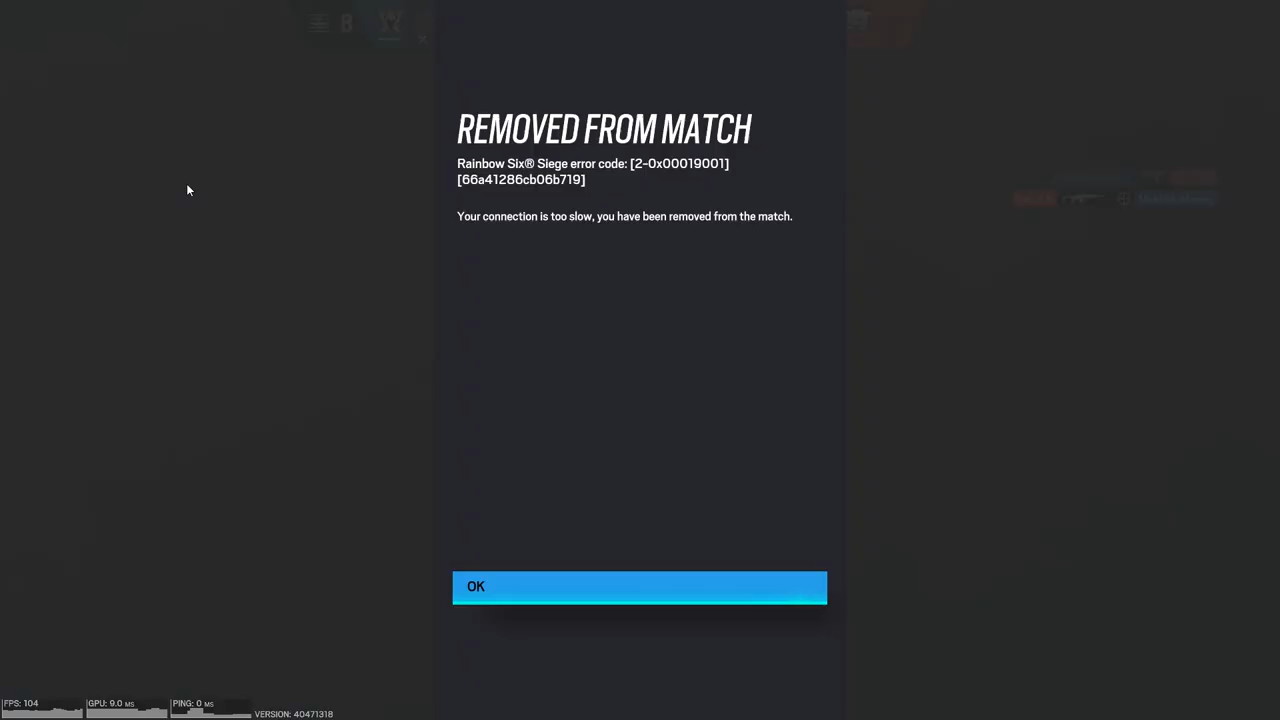 REMOVED FROM MATCH
Rainbow Six® Siege error code: [2-0x00019001]
[66a41286cb06b719]
Your connection is too slow, you have been removed from the match.
OK
FPS: 104
GPU: 9.0 MS
PING: 0 MS
VERSION: 40471318